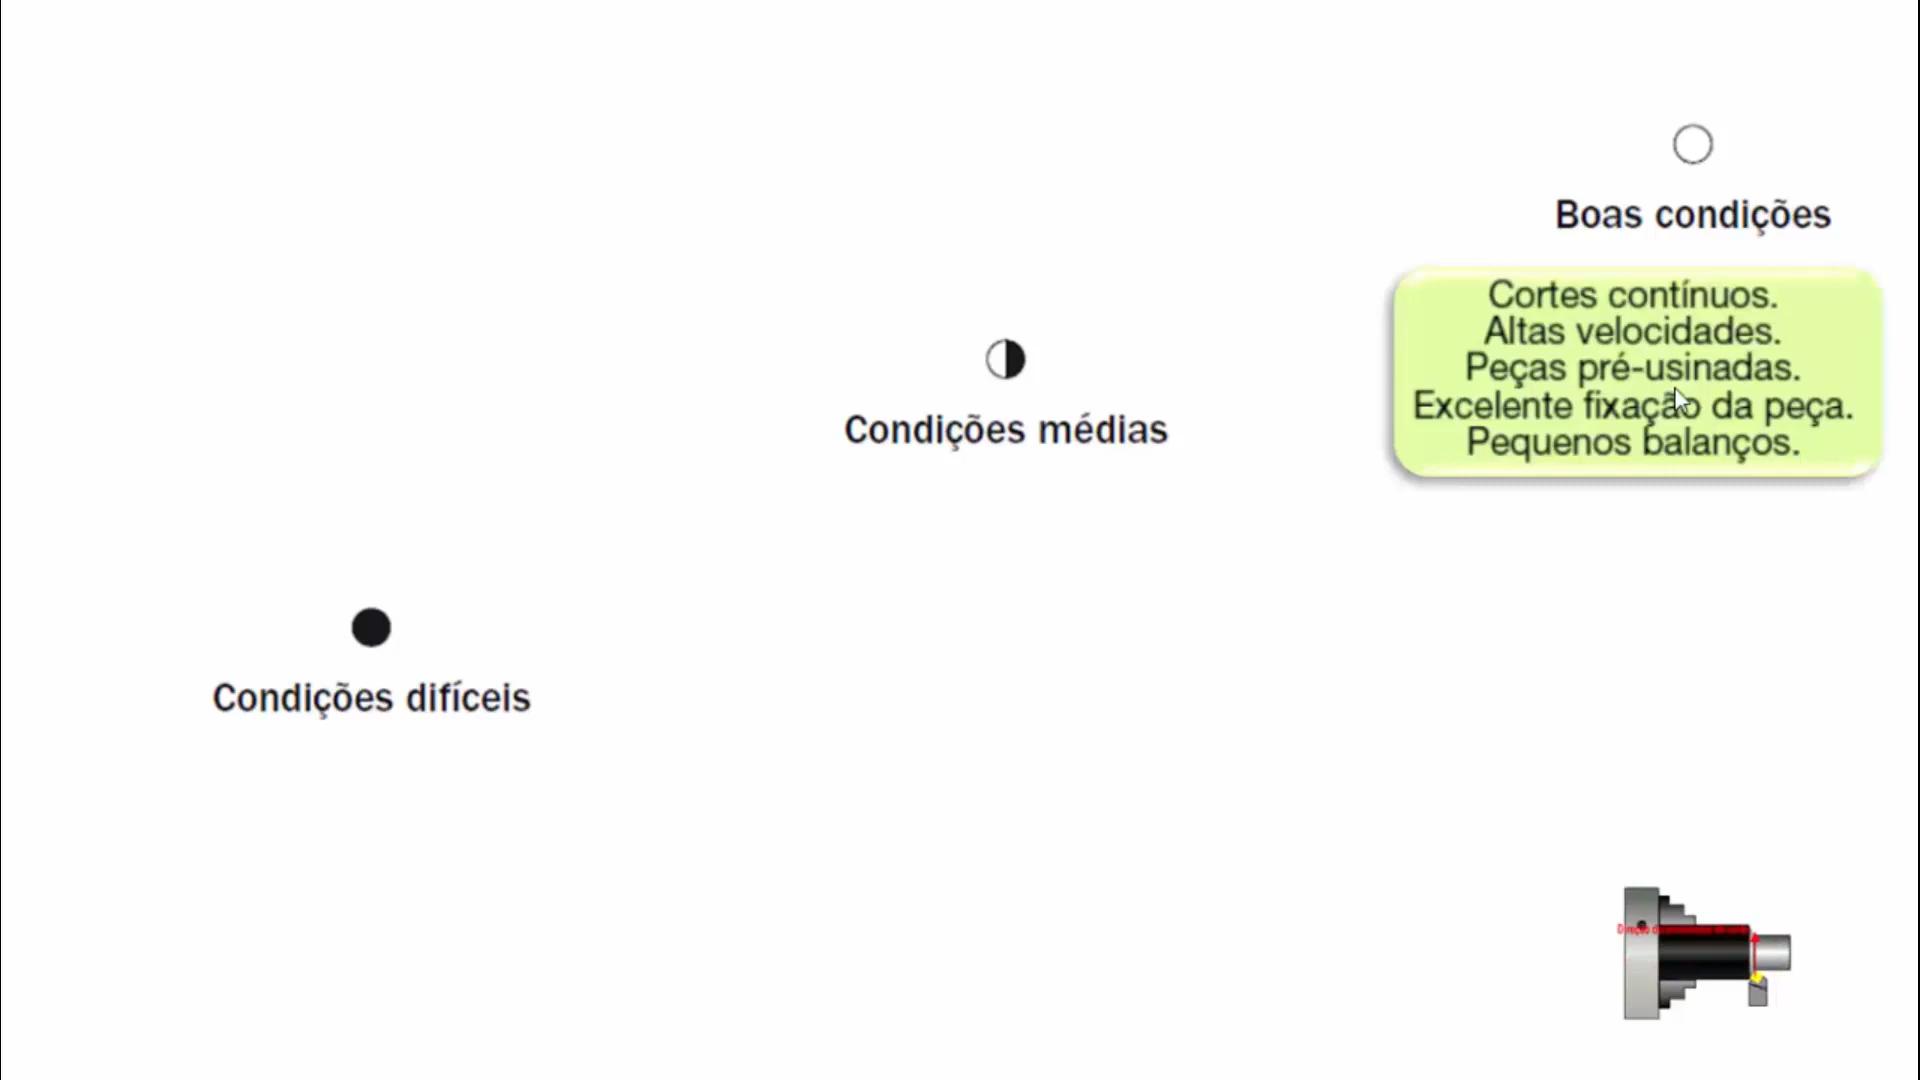 Boas condições
Cortes contínuos.
Altas velocidades.
Peças pré-usinadas.
Excelente fixação da peça.
Pequenos balanços.
Condições médias
Condições difíceis